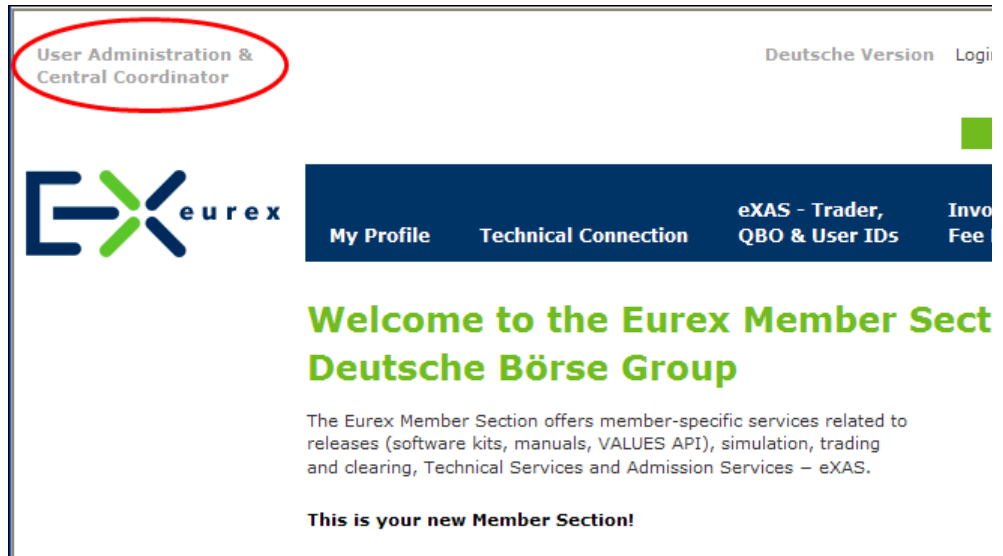 User Administration &
Central Coordinator
Deutsche Version
EX eurex
My Profile
Technical Connection
eXAS - Trader,
QBO & User IDs
Fee
Welcome to the Eurex Member
Deutsche Börse Group
The Eurex Member Section offers member-specific services related to
releases (software kits, manuals, VALUES API), simulation, trading
and clearing, Technical Services and Admission Services – eXAS.
This is your new Member Section!